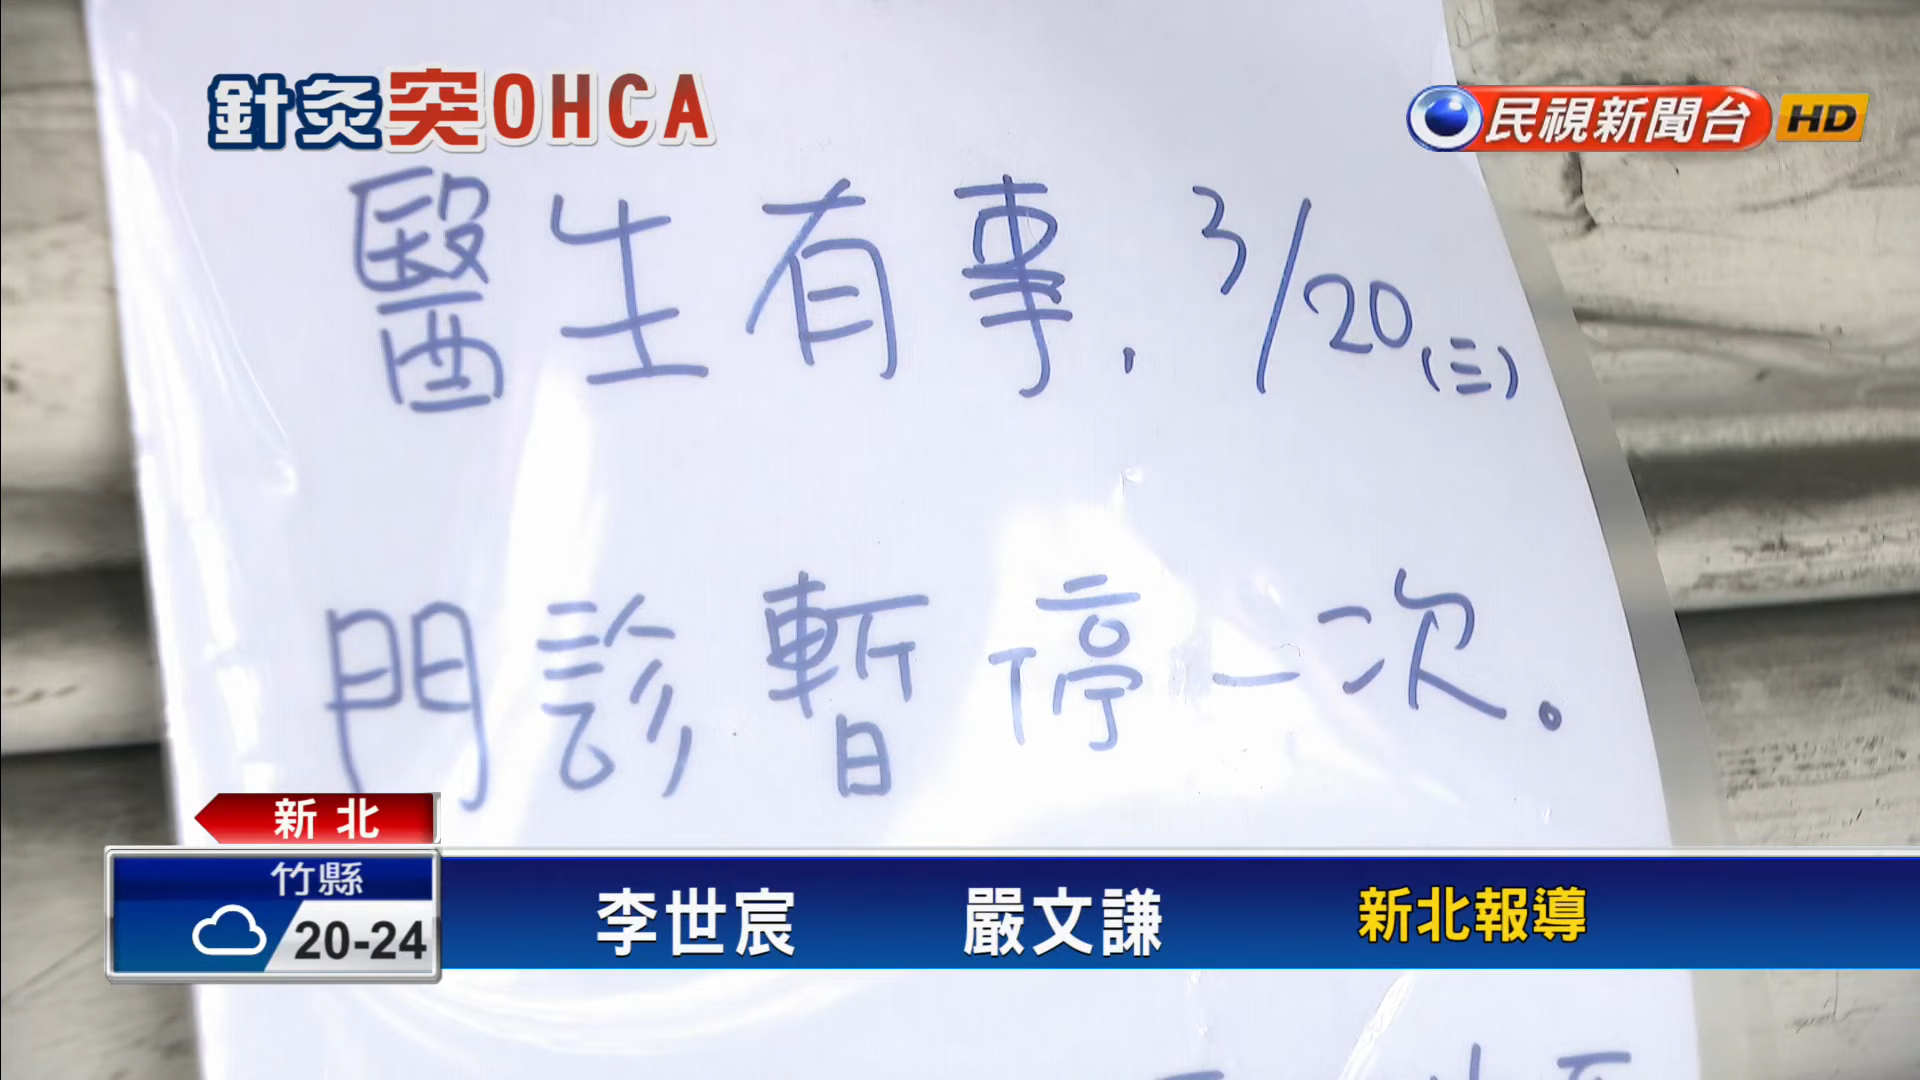 針灸突OHCA
民視新聞台 HD
醫生有事. 3/20(三)
門診暫停一次。
新北
竹縣
20-24
李世宸 嚴文謙 新北報導